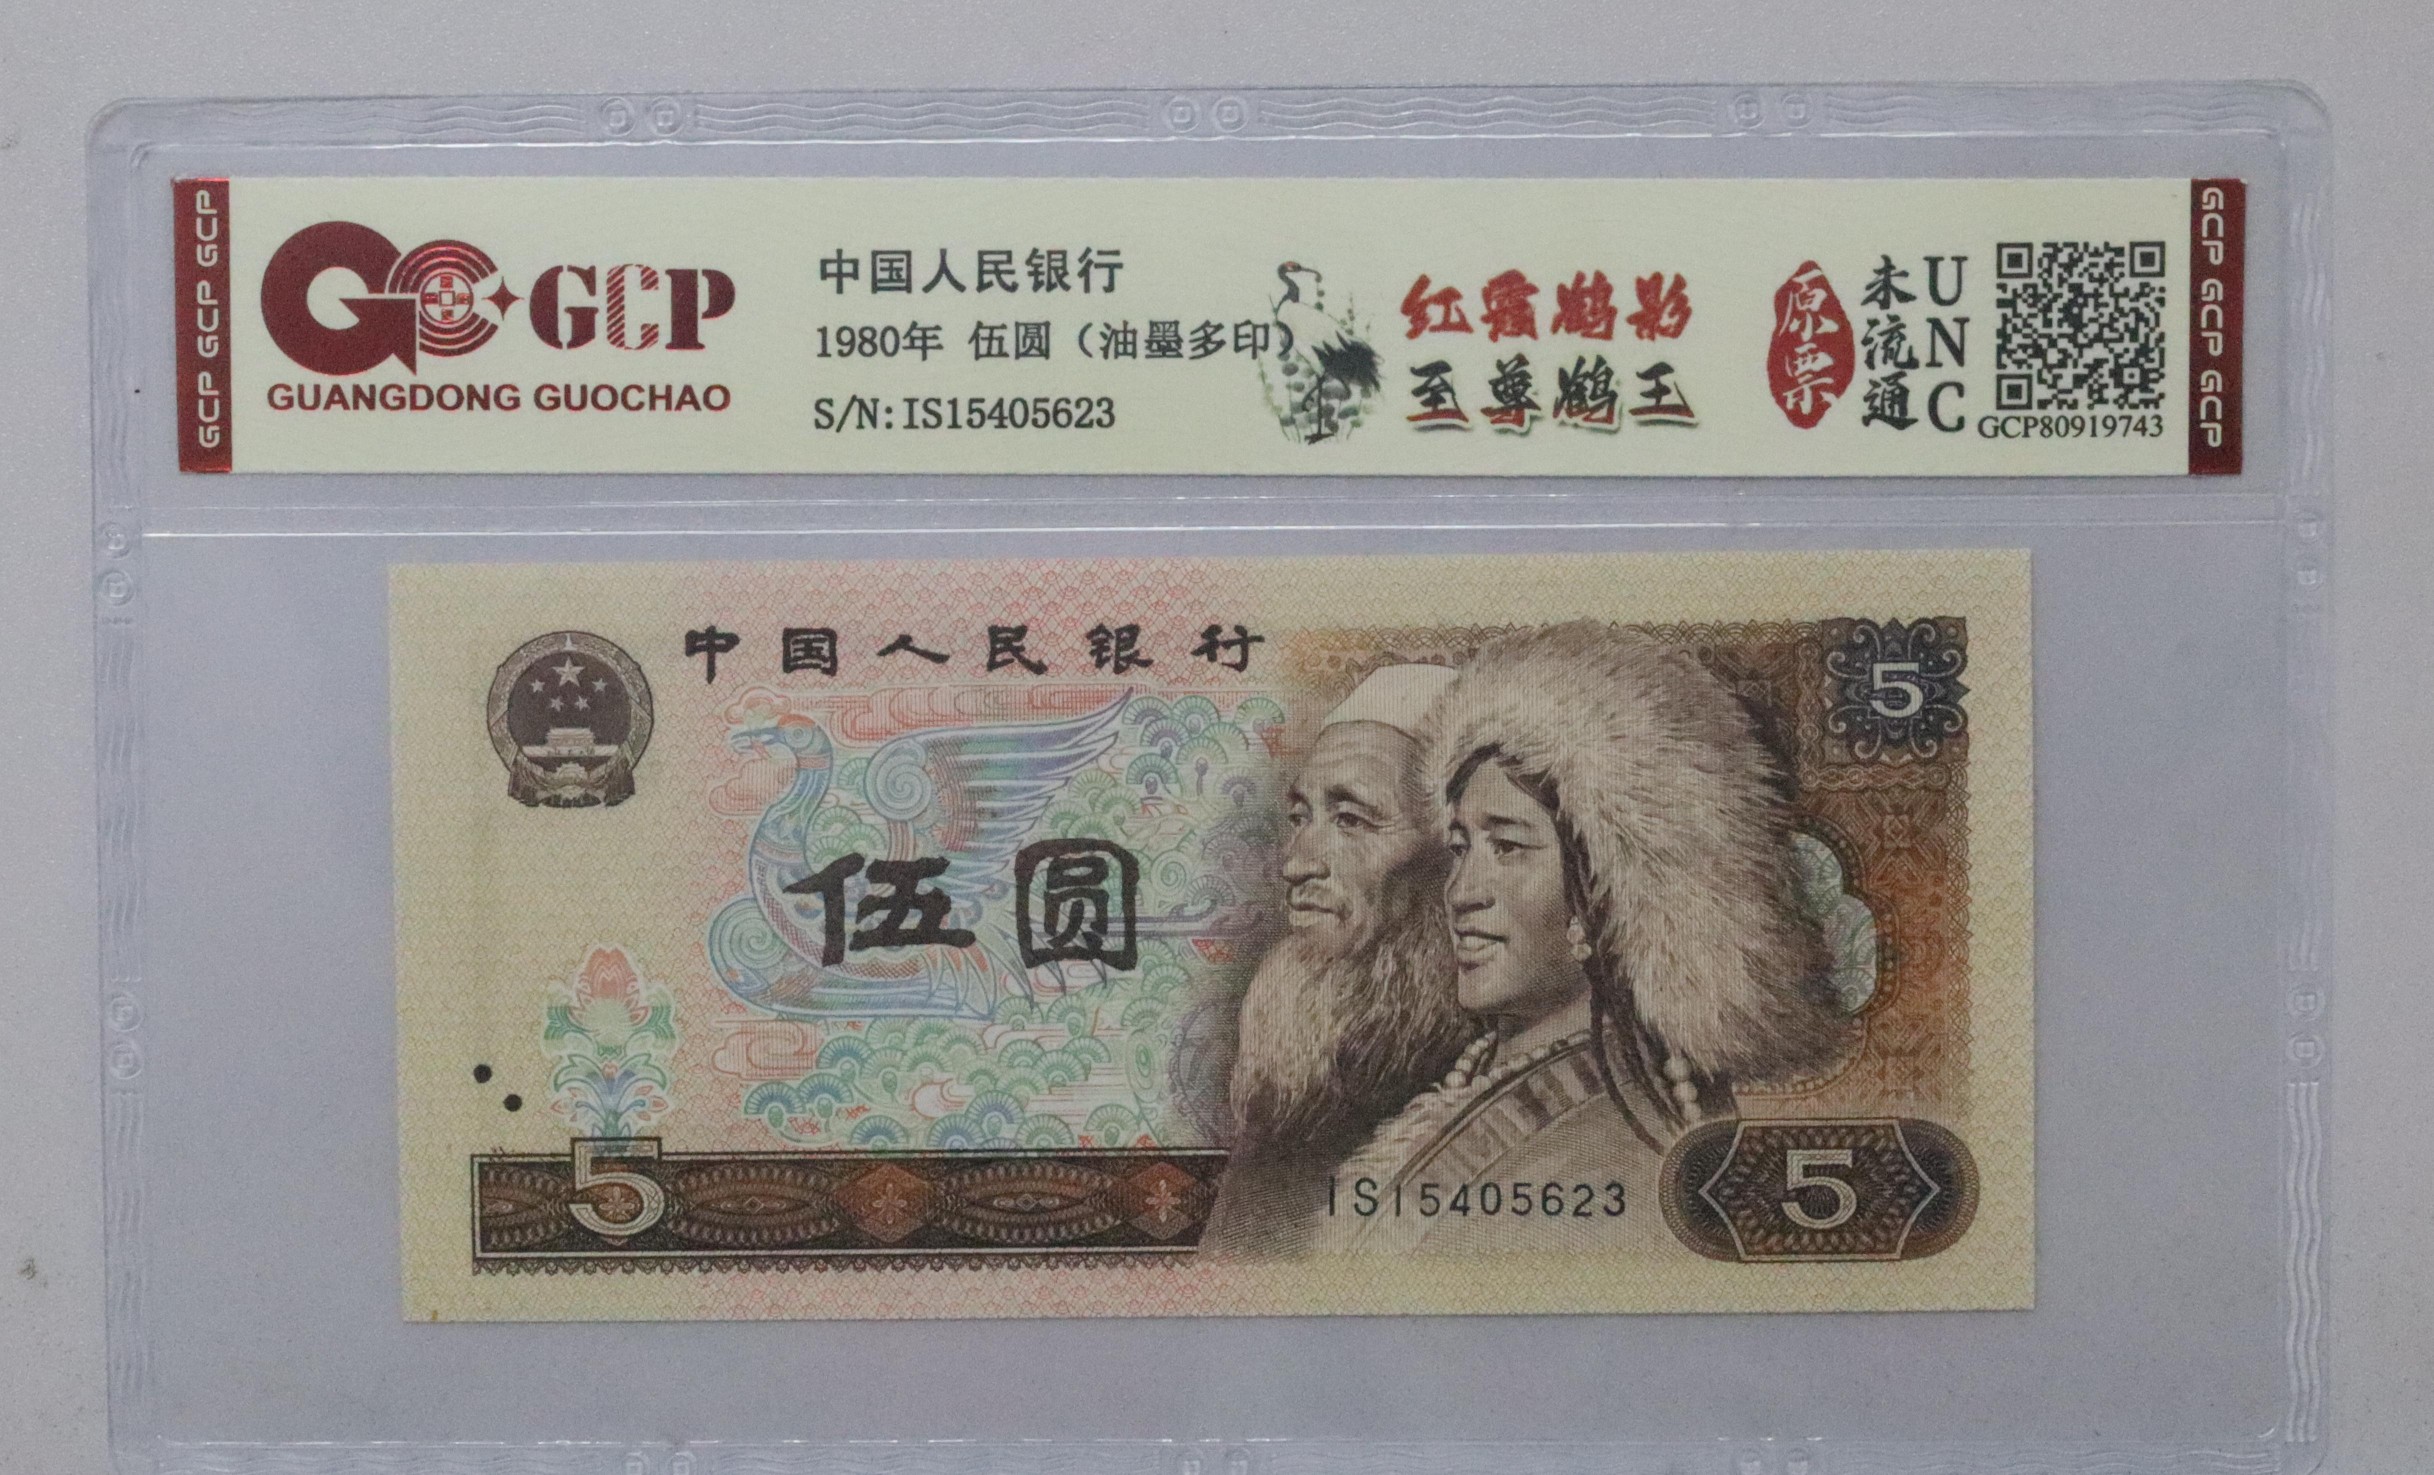 GCP GCP GCP
GCP
GUANGDONG GUOCHAO
中国人民银行
1980年 伍圆（油墨多印）
S/N: IS15405623
红霞鹤影
至尊鹤王
原票
未流通
UNC
GCP80919743
GCP GCP GCP
中国人民银行
5
伍圆
5
IS15405623
5